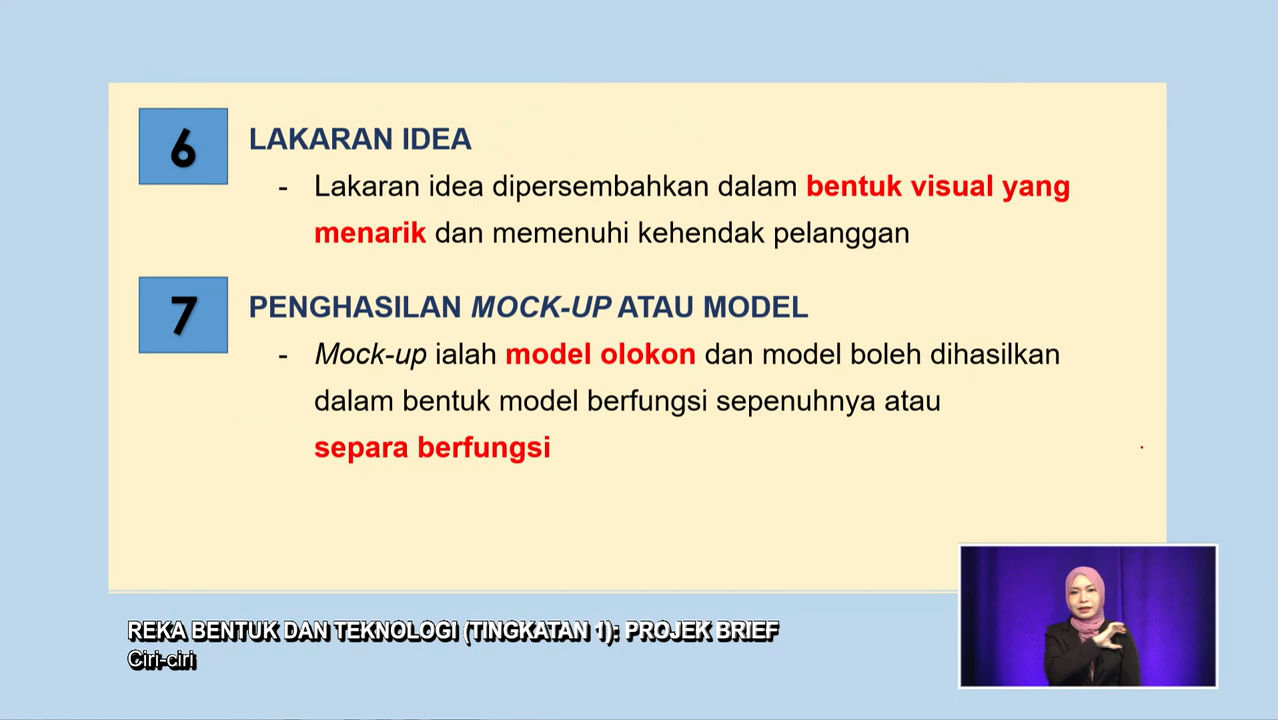 6
LAKARAN IDEA
- Lakaran idea dipersembahkan dalam bentuk visual yang
menarik dan memenuhi kehendak pelanggan
7
PENGHASILAN MOCK-UP ATAU MODEL
- Mock-up ialah model olokon dan model boleh dihasilkan
dalam bentuk model berfungsi sepenuhnya atau
separa berfungsi
REKA BENTUK DAN TEKNOLOGI (TINGKATAN 1): PROJEK BRIEF
Ciri-ciri